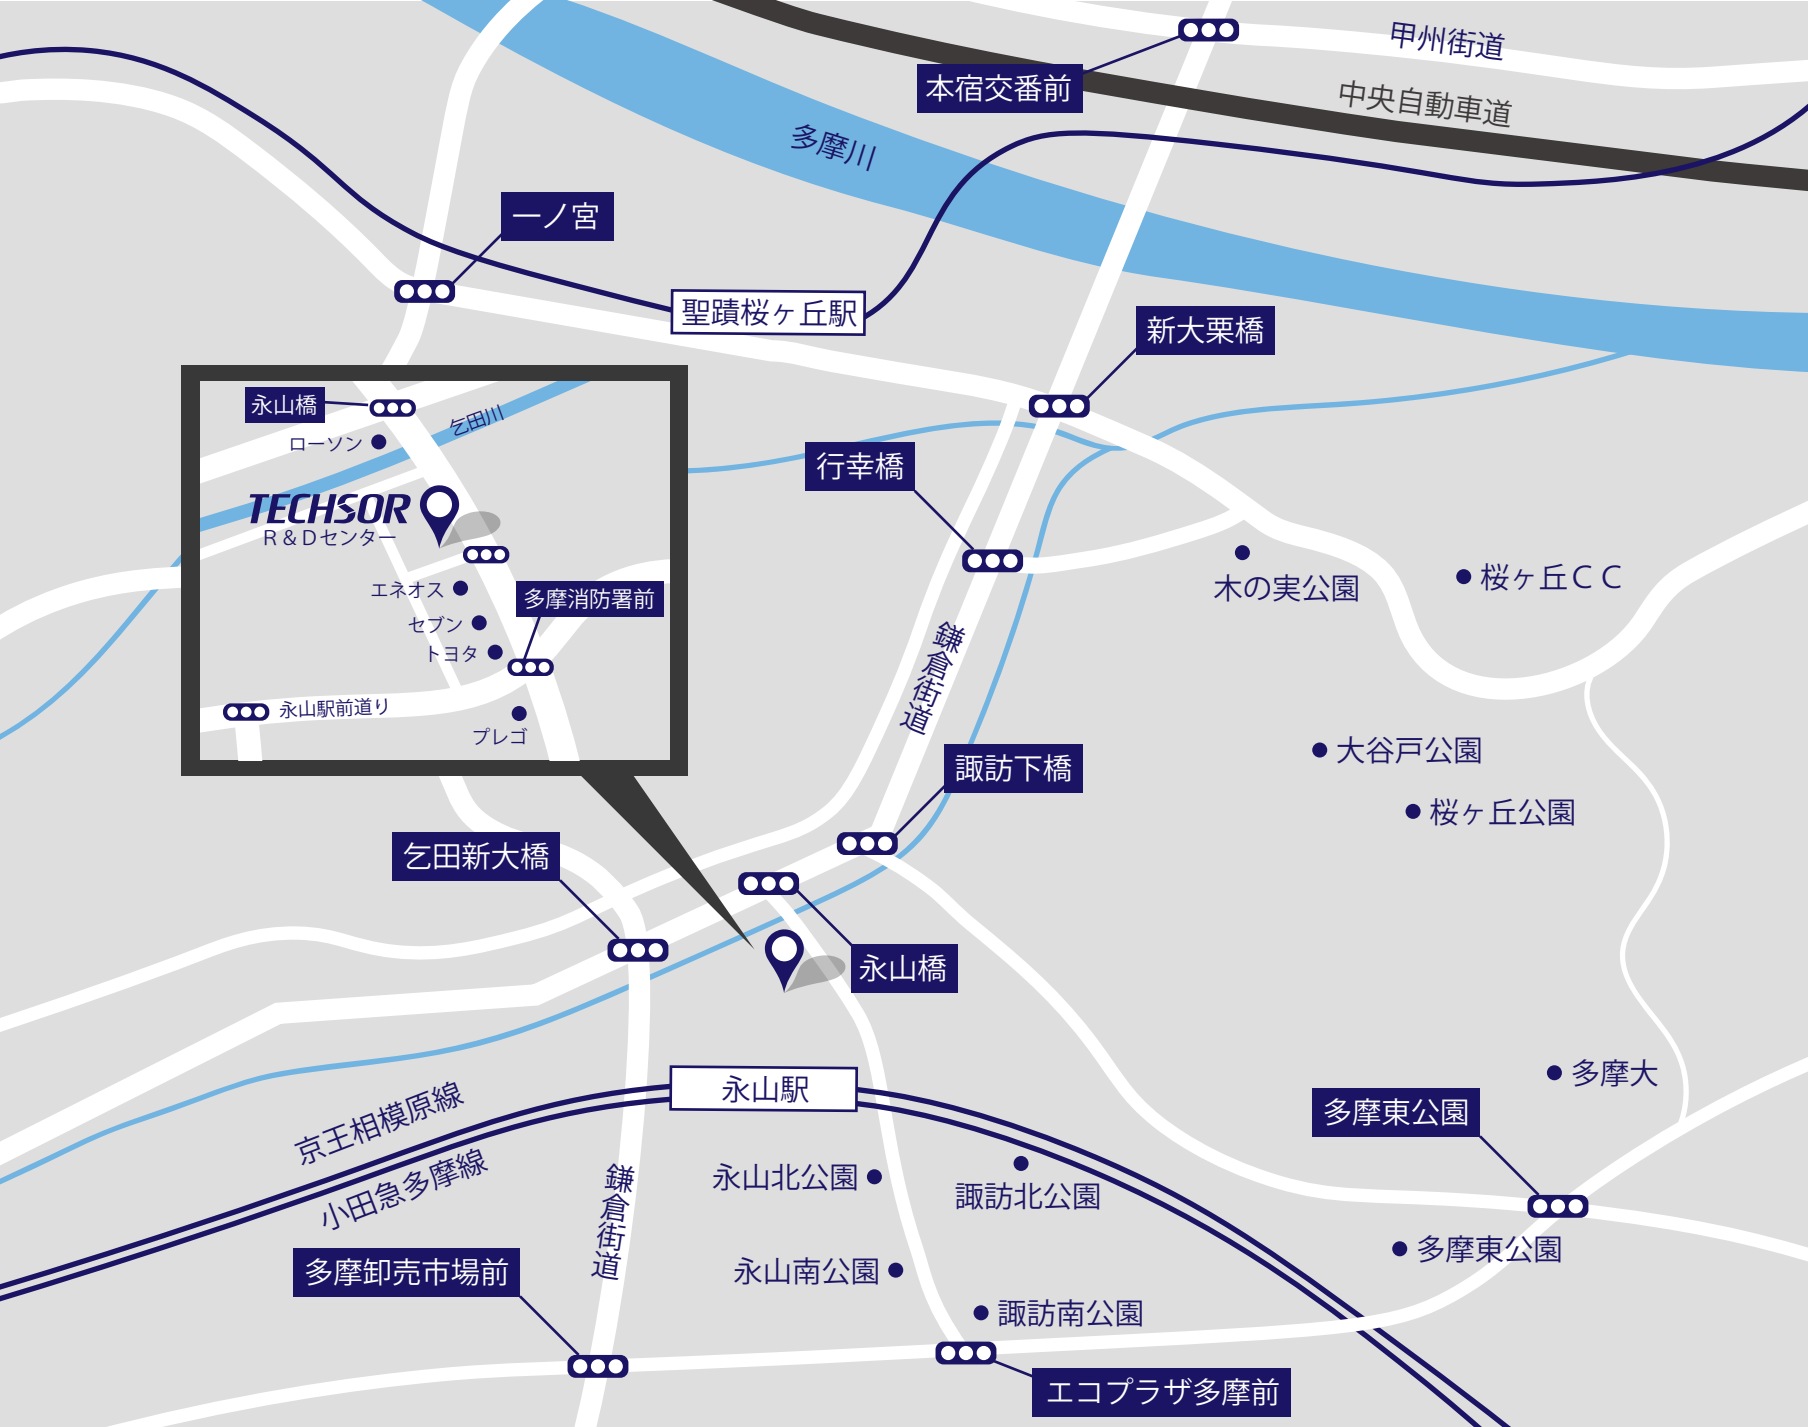 甲州街道
本宿交番前
中央自動車道
多摩川
一ノ宮
聖蹟桜ヶ丘駅
新大栗橋
永山橋
乞田川
ローソン
行幸橋
TECHSOR
R&Dセンター
エネオス
多摩消防署前
セブン
トヨタ
永山駅前道り
プレゴ
木の実公園
桜ヶ丘CC
鎌倉街道
大谷戸公園
諏訪下橋
桜ヶ丘公園
乞田新大橋
永山橋
多摩大
永山駅
京王相模原線
多摩東公園
小田急多摩線
鎌倉街道
永山北公園
諏訪北公園
多摩東公園
多摩卸売市場前
永山南公園
諏訪南公園
エコプラザ多摩前